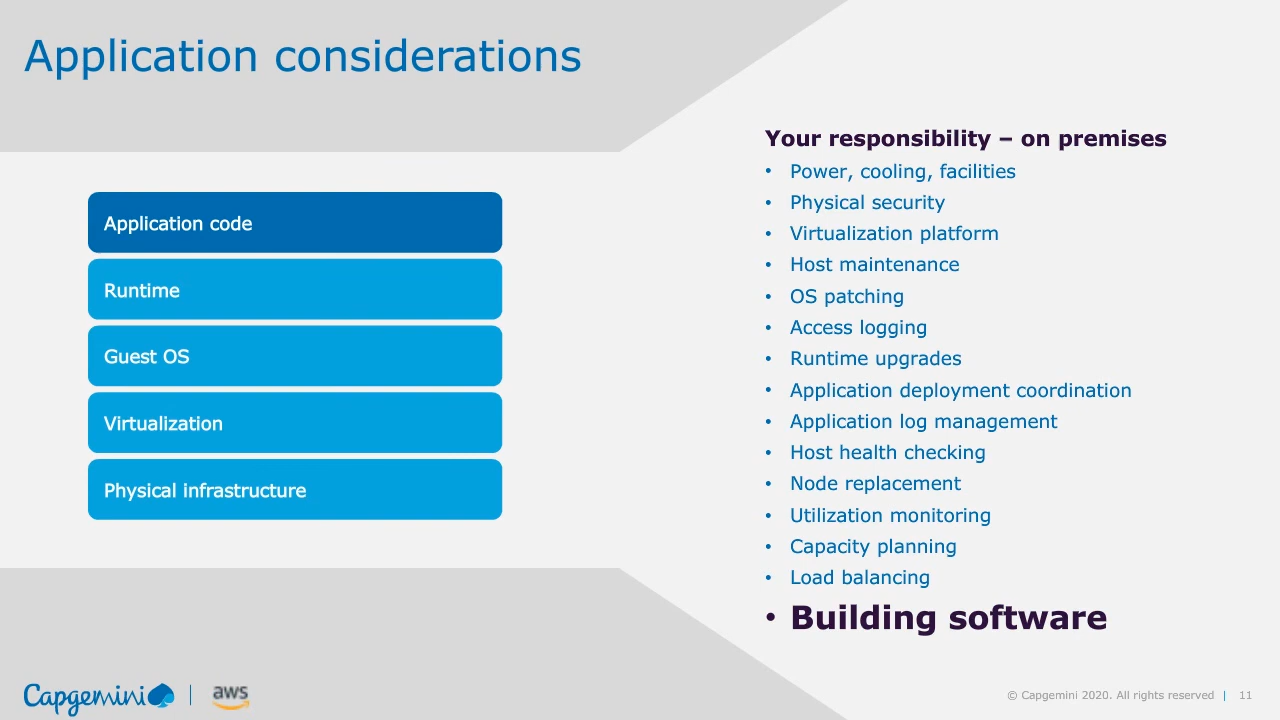 Application considerations
Application code
Runtime
Guest OS
Virtualization
Physical infrastructure
Your responsibility – on premises
• Power, cooling, facilities
• Physical security
• Virtualization platform
• Host maintenance
• OS patching
• Access logging
• Runtime upgrades
• Application deployment coordination
• Application log management
• Host health checking
• Node replacement
• Utilization monitoring
• Capacity planning
• Load balancing
• Building software
Capgemini | aws
© Capgemini 2020. All rights reserved | 11